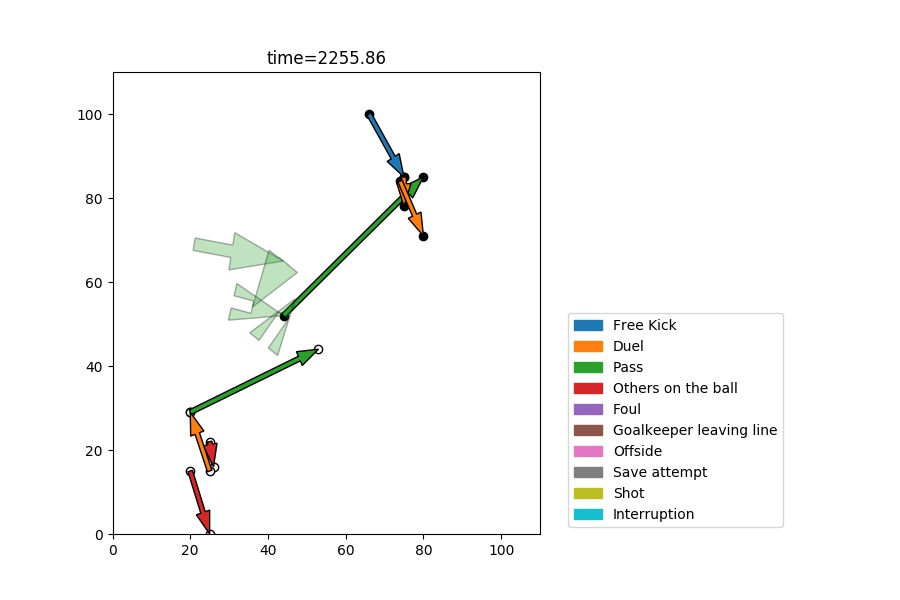 time=2255.86
100
80
60
40
20
0
0
20
40
60
80
100
Free Kick
Duel
Pass
Others on the ball
Foul
Goalkeeper leaving line
Offside
Save attempt
Shot
Interruption